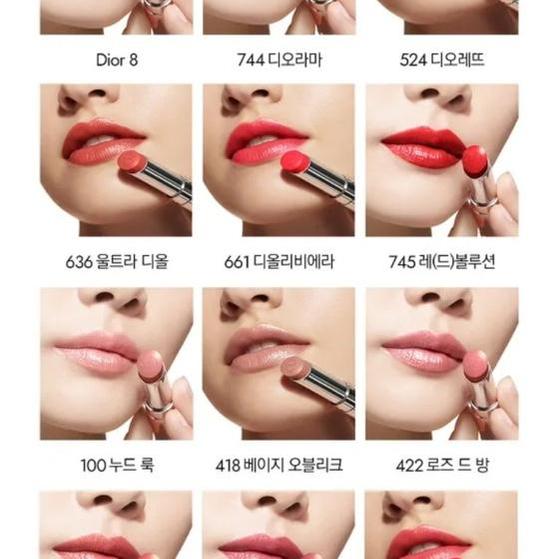 Dior 8
744 디오라마
524 디오레뜨
636 울트라 디올
661 디올리비에라
745 레(드)볼루션
100 누드 룩
418 베이지 오블리크
422 로즈 드 방